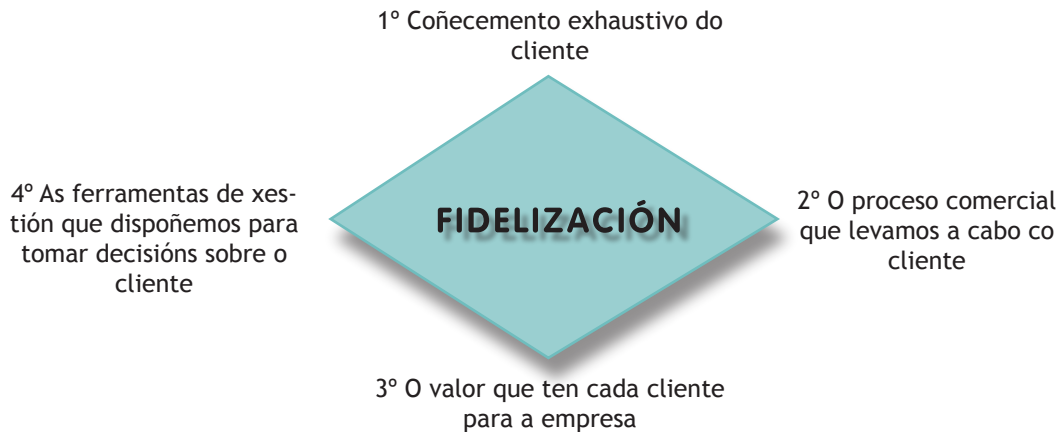 1º Coñecemento exhaustivo do
cliente
4º As ferramentas de xes-
tión que dispoñemos para
tomar decisións sobre o
cliente
FIDELIZACIÓN
2º O proceso comercial
que levamos a cabo co
cliente
3º O valor que ten cada cliente
para a empresa